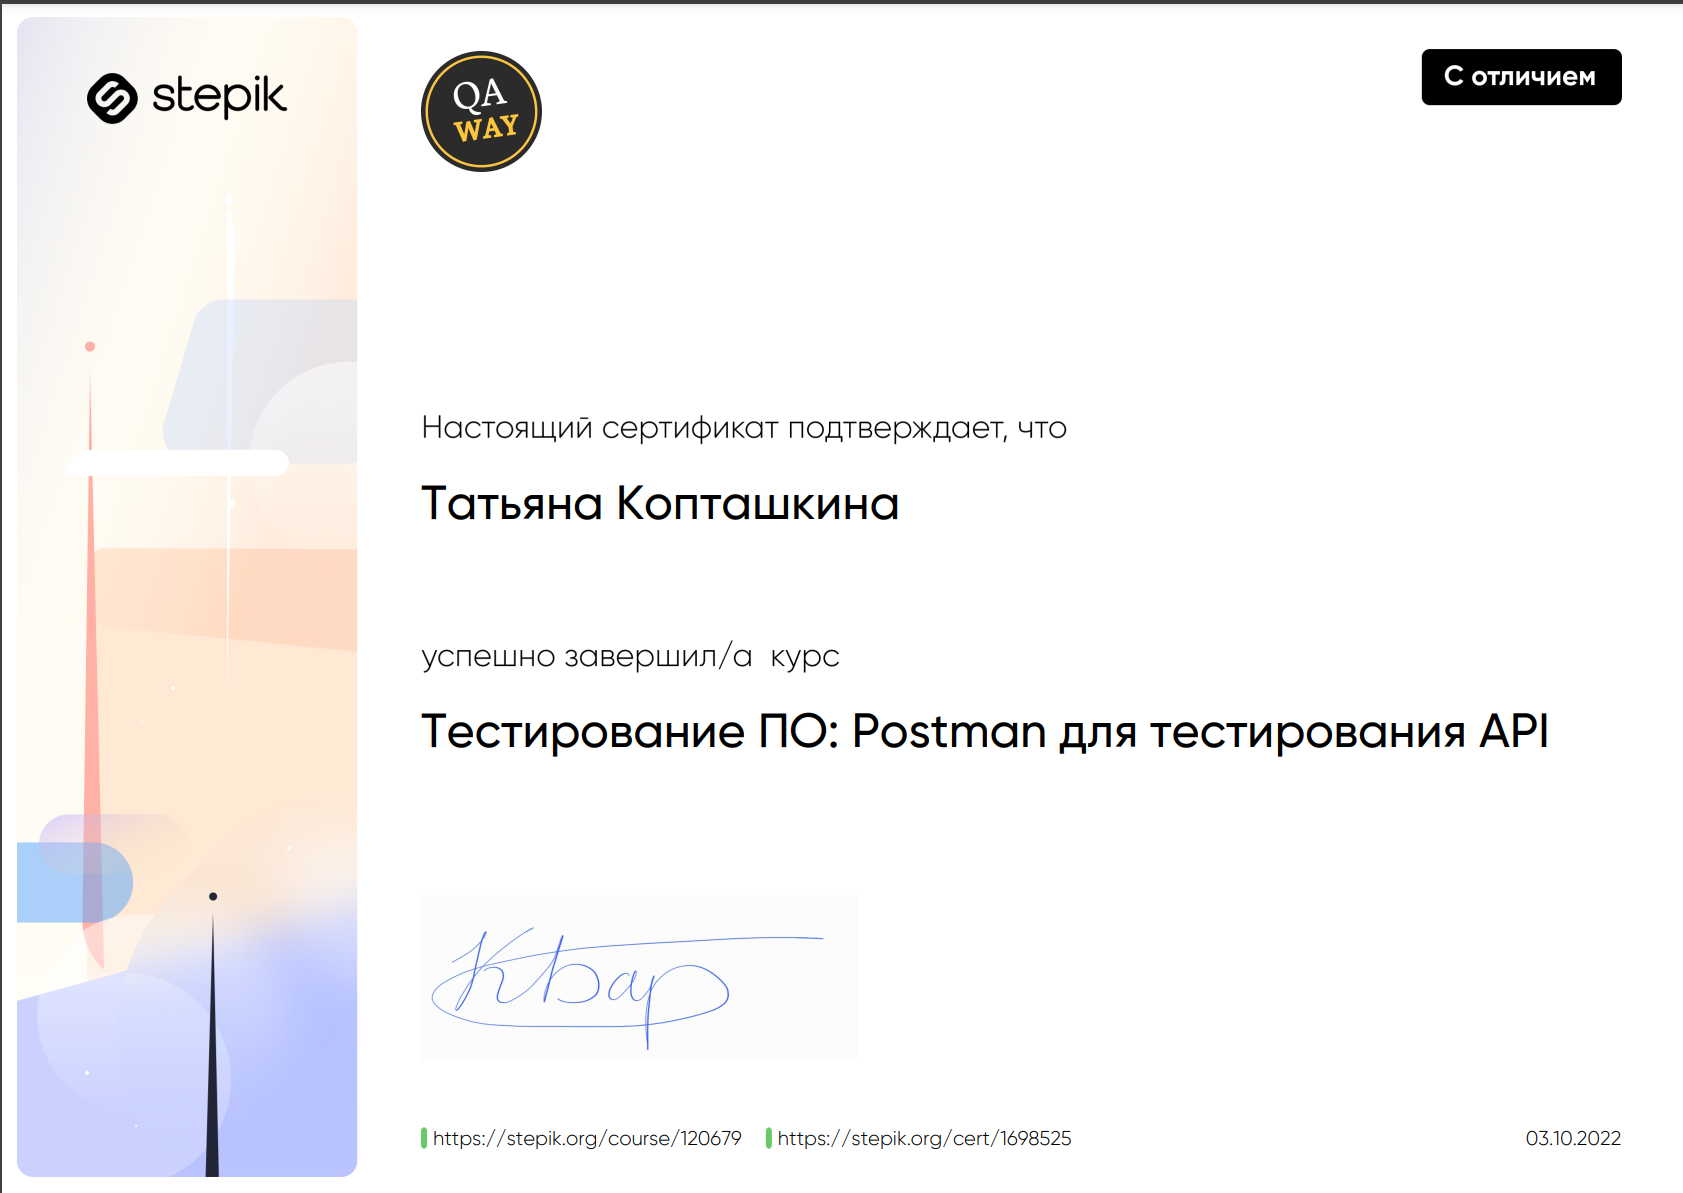 stepik
QA
WAY
С отличием
Настоящий сертификат подтверждает, что
Татьяна Копташкина
успешно завершил/а курс
Тестирование ПО: Postman для тестирования API
https://stepik.org/course/120679
https://stepik.org/cert/1698525
03.10.2022